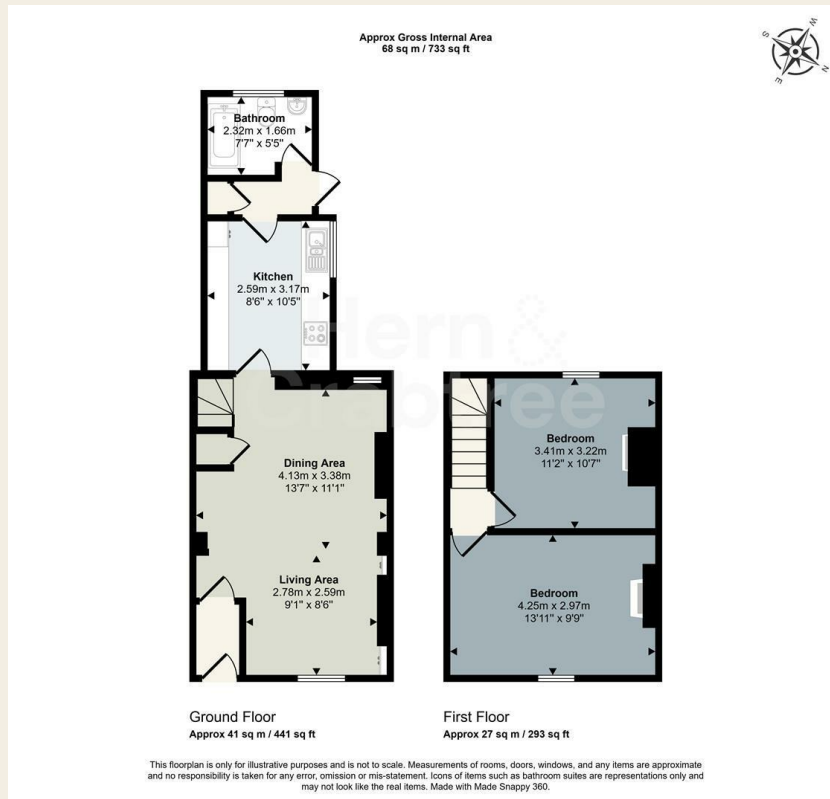 Approx Gross Internal Area
68 sq m / 733 sq ft
S
W
E
N
Bathroom
2.32m x 1.66m
7'7" x 5'5"
Kitchen
2.59m x 3.17m
8'6" x 10'5"
Hern &
Crabtree
Dining Area
4.13m x 3.38m
13'7" x 11'1"
Living Area
2.78m x 2.59m
9'1" x 8'6"
Bedroom
3.41m x 3.22m
11'2" x 10'7"
Bedroom
4.25m x 2.97m
13'11" x 9'9"
Ground Floor
Approx 41 sq m / 441 sq ft
First Floor
Approx 27 sq m / 293 sq ft
This floorplan is only for illustrative purposes and is not to scale. Measurements of rooms, doors, windows, and any items are approximate
and no responsibility is taken for any error, omission or mis-statement. Icons of items such as bathroom suites are representations only and
may not look like the real items. Made with Made Snappy 360.